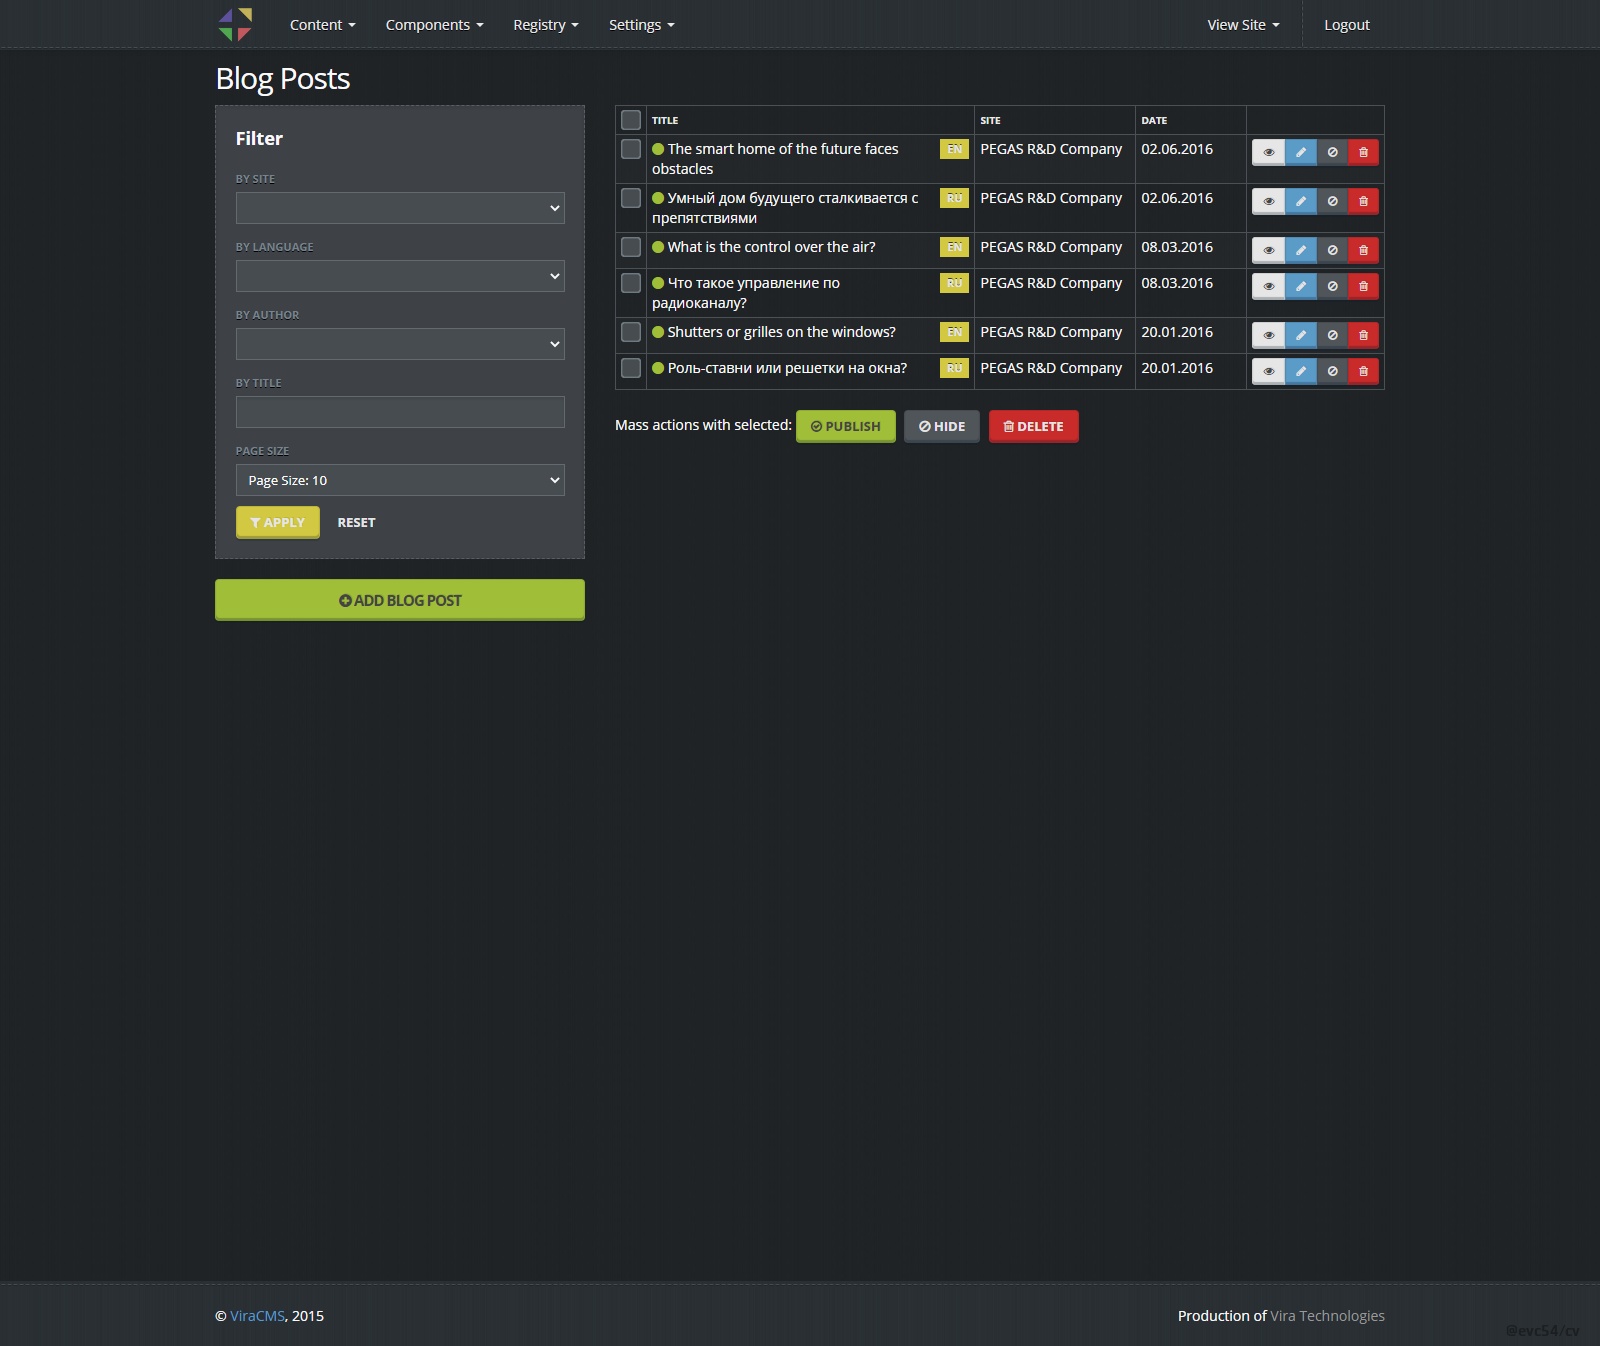 Content Components Registry Settings View Site Logout
Blog Posts
Filter
BY SITE
BY LANGUAGE
BY AUTHOR
BY TITLE
PAGE SIZE
Page Size: 10
APPLY RESET
ADD BLOG POST
TITLE SITE DATE
The smart home of the future faces EN PEGAS R&D Company 02.06.2016
obstacles
Умный дом будущего сталкивается с RU PEGAS R&D Company 02.06.2016
препятствиями
What is the control over the air? EN PEGAS R&D Company 08.03.2016
Что такое управление по RU PEGAS R&D Company 08.03.2016
радиоканалу?
Shutters or grilles on the windows? EN PEGAS R&D Company 20.01.2016
Роль-ставни или решетки на окна? RU PEGAS R&D Company 20.01.2016
Mass actions with selected: PUBLISH HIDE DELETE
© ViraCMS, 2015 Production of Vira Technologies
@evc54/cv